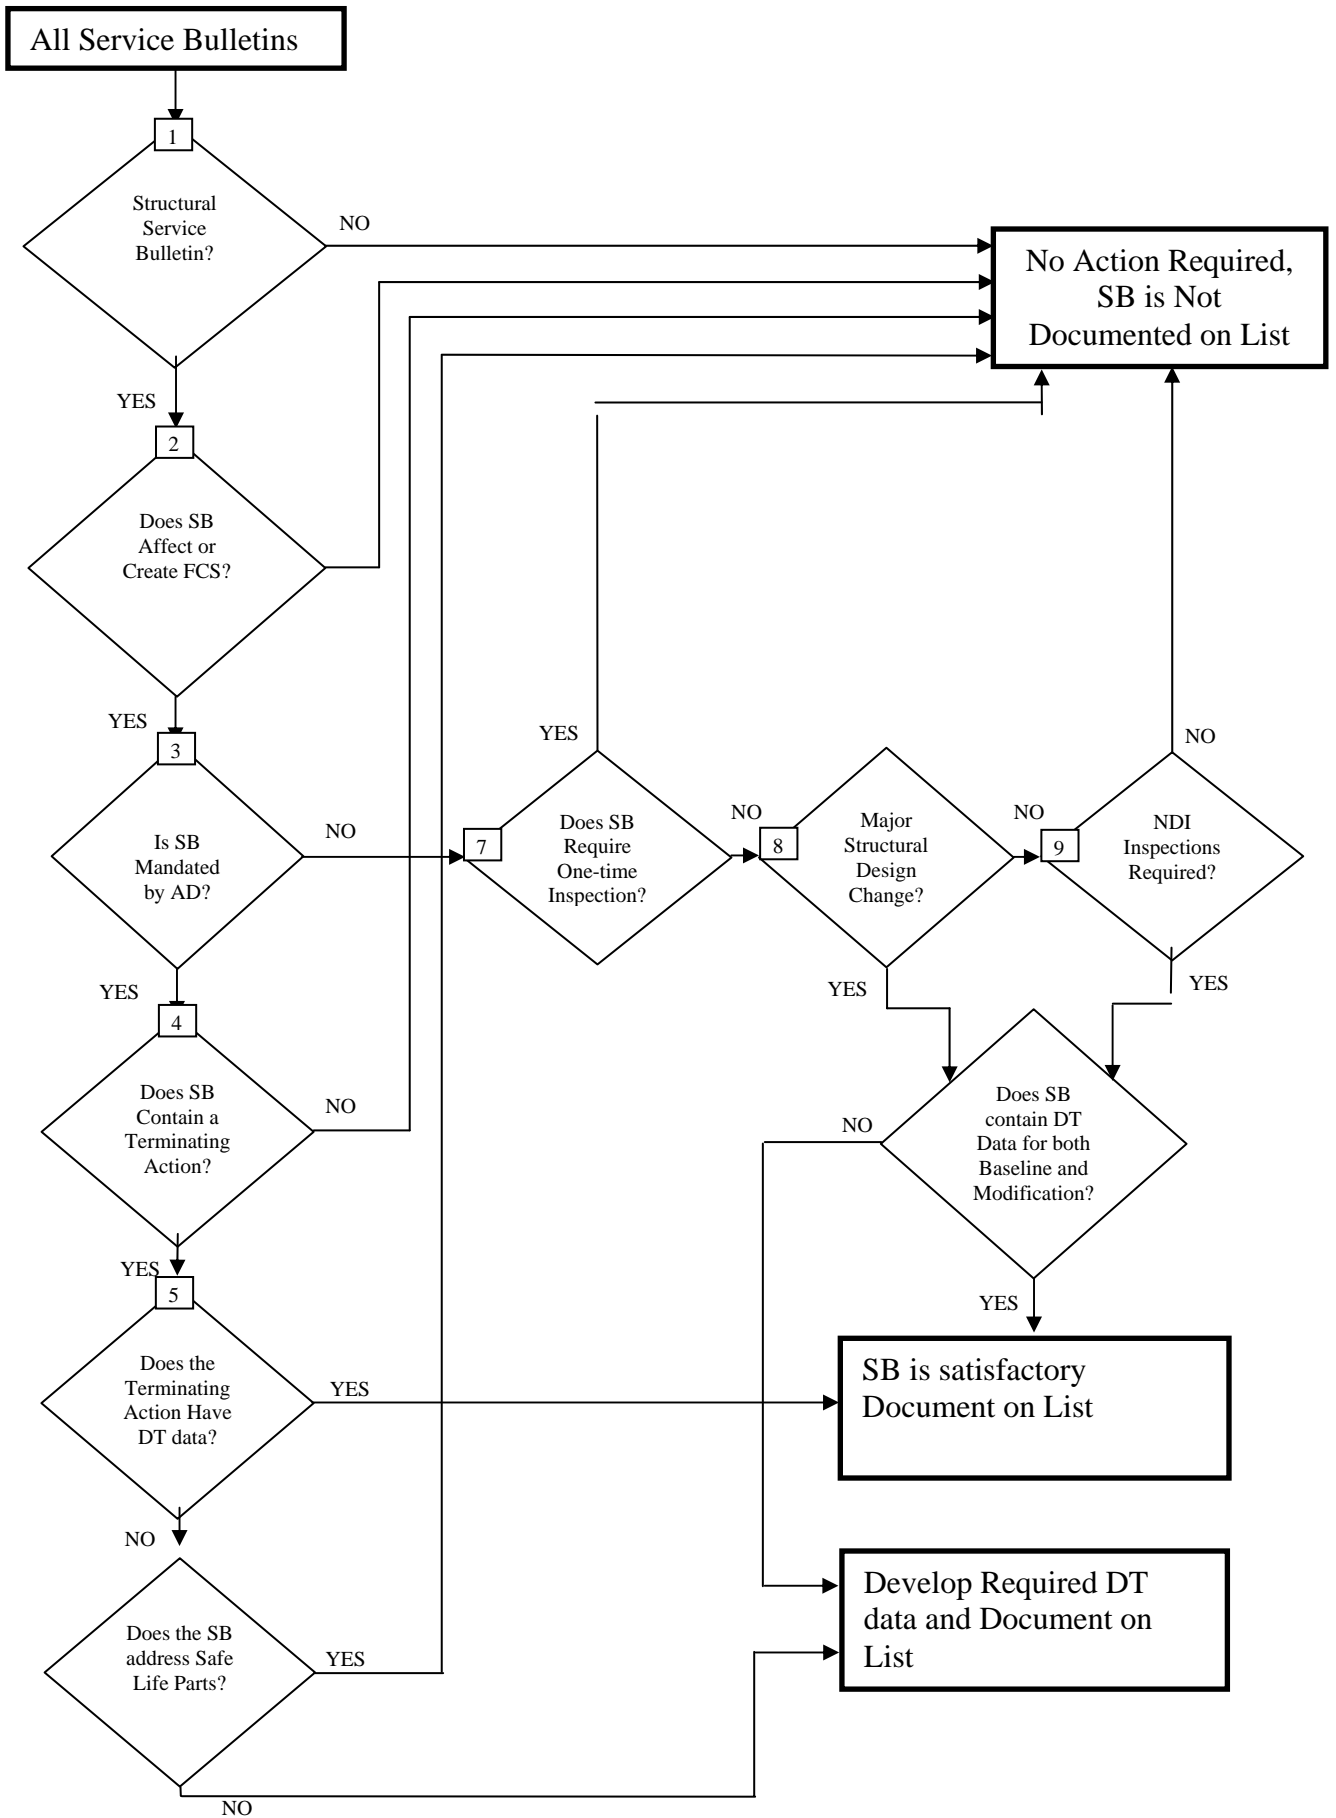 All Service Bulletins
1
Structural
Service
Bulletin?
NO
No Action Required,
SB is Not
Documented on List
YES
2
Does SB
Affect or
Create FCS?
YES
3
Is SB
Mandated
by AD?
NO
YES
7
Does SB
Require
One-time
Inspection?
NO
8
Major
Structural
Design
Change?
NO
9
NDI
Inspections
Required?
NO
YES
4
Does SB
Contain a
Terminating
Action?
NO
YES
YES
Does SB
contain DT
Data for both
Baseline and
Modification?
NO
YES
YES
5
Does the
Terminating
Action Have
DT data?
YES
SB is satisfactory
Document on List
NO
Does the SB
address Safe
Life Parts?
YES
Develop Required DT
data and Document on
List
NO